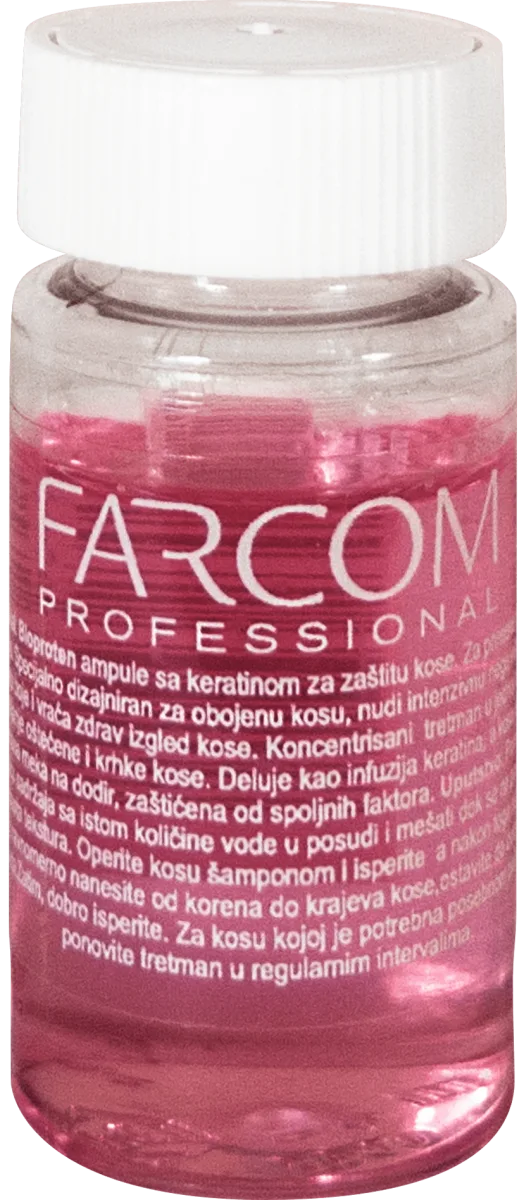 FARCOM
PROFESSIONAL
Bioproten ampule sa keratinom za zaštitu kose. Za
Specijalno dizajniran za obojenu kosu, nudi intenzivnu
i vraća zdrav izgled kose. Koncentrisani tretman
oštećene i krhke kose. Deluje kao infuzija keratina,
meka na dodir, zaštićena od spoljnih faktora.
sa istom količine vode u posudi i mešati dok se
tekstura. Operite kosu šamponom I isperite a nakon
nanesite od korena do krajeva kose, ostavite
dobro isperite. Za kosu kojoj je potrebna
ponovite tretman u regularnim intervalima.